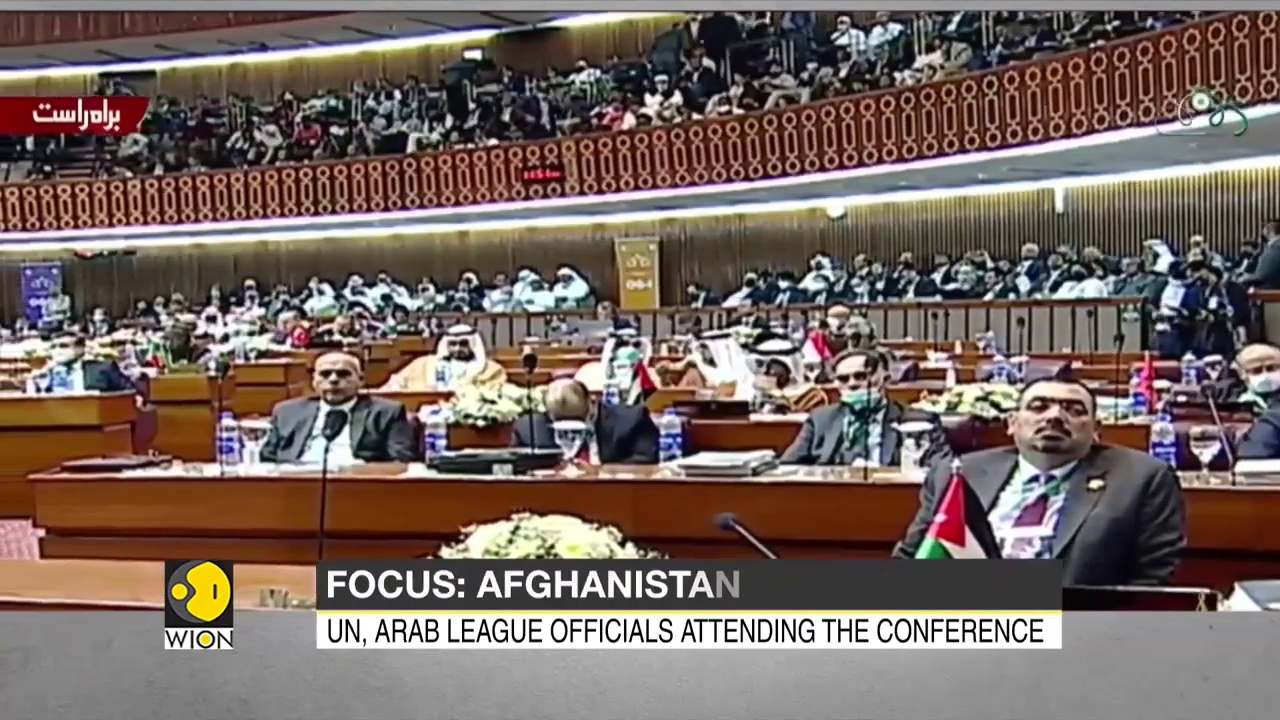 براہ راست
FOCUS: AFGHANISTAN
UN, ARAB LEAGUE OFFICIALS ATTENDING THE CONFERENCE
WION